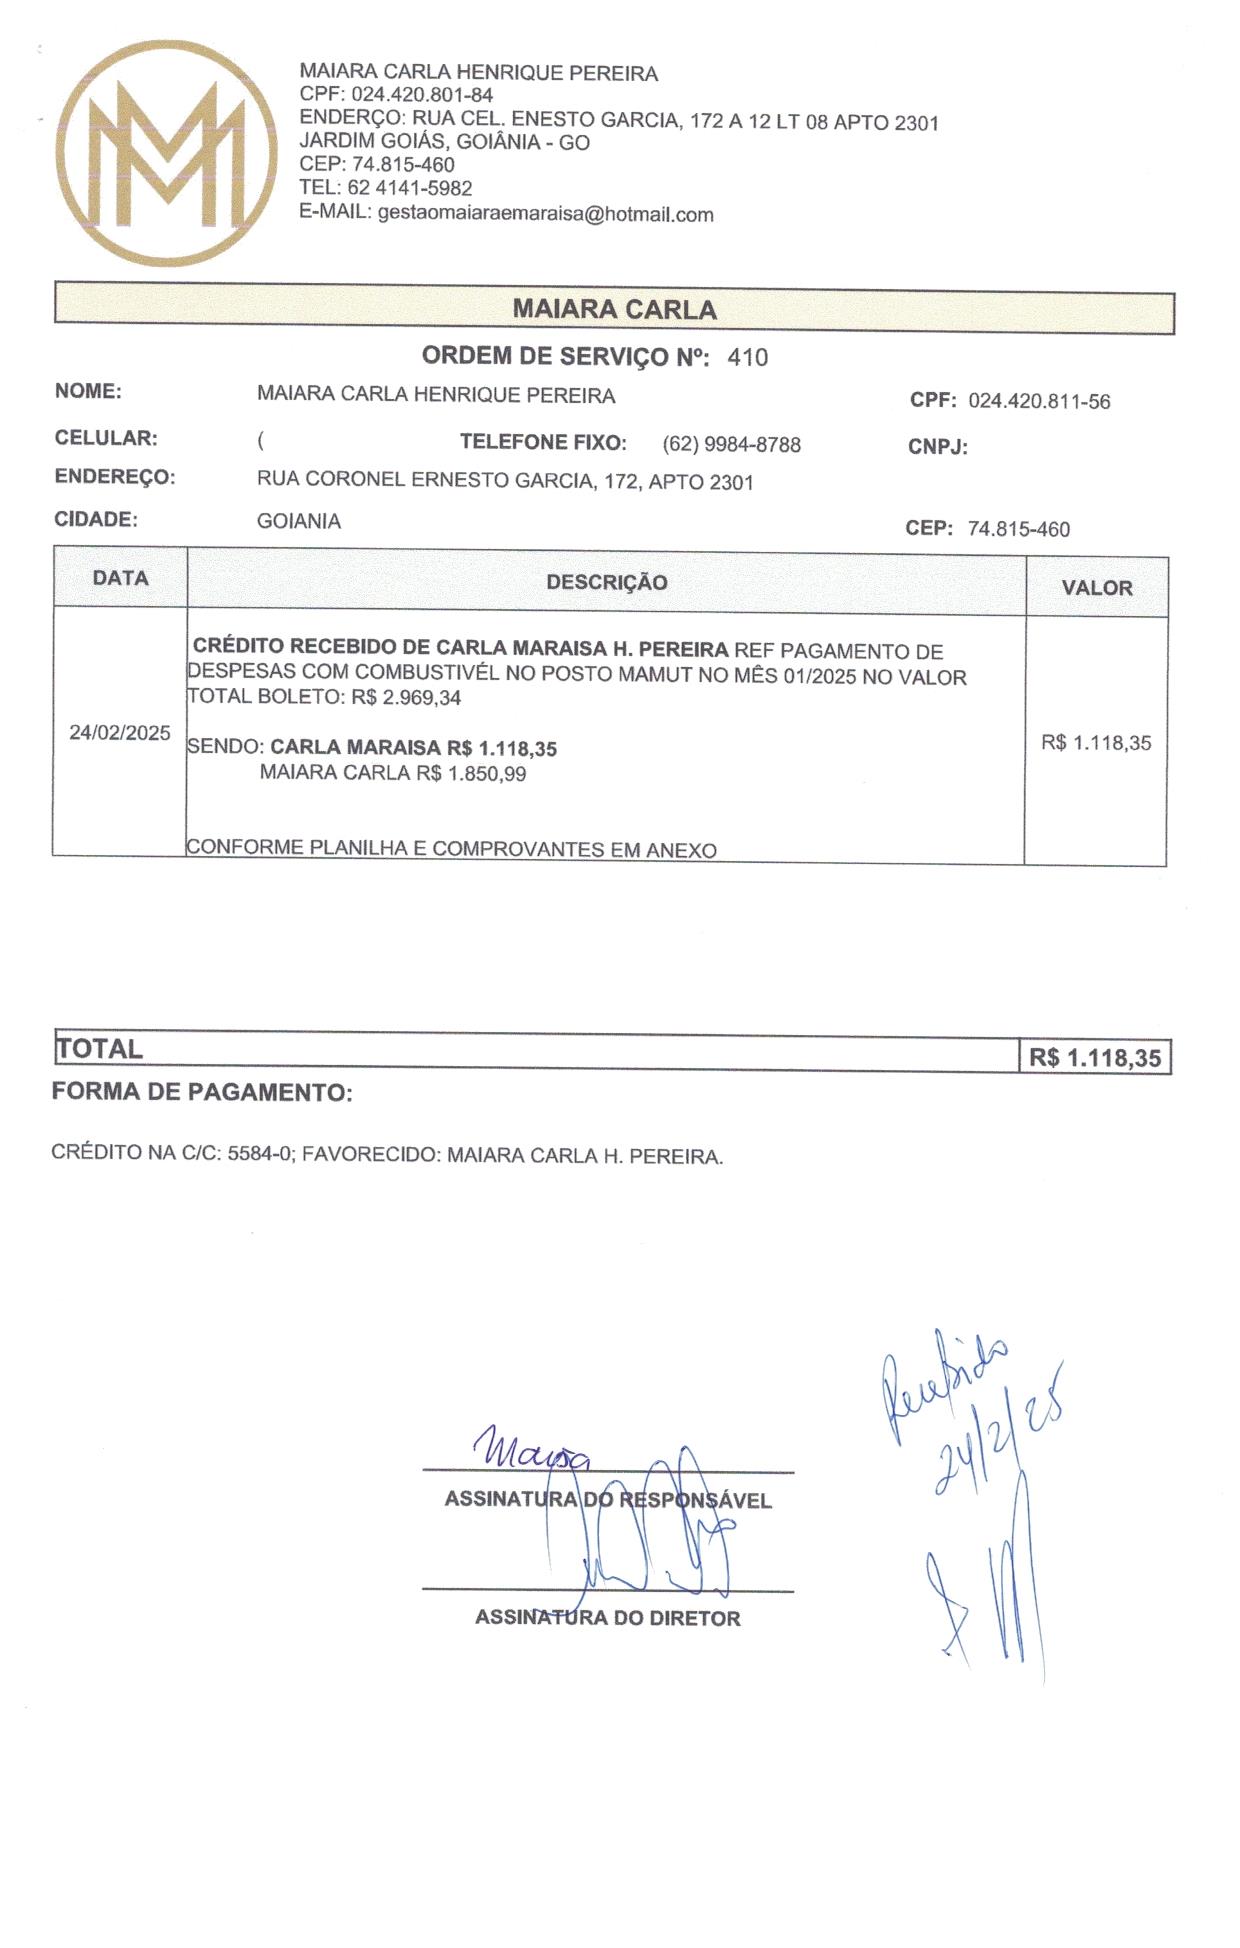 MAIARA CARLA HENRIQUE PEREIRA
CPF: 024.420.801-84
ENDERÇO: RUA CEL. ENESTO GARCIA, 172 A 12 LT 08 APTO 2301
JARDIM GOIÁS, GOIÂNIA - GO
CEP: 74.815-460
TEL: 62 4141-5982
E-MAIL: gestaomaiaraemaraisa@hotmail.com
MAIARA CARLA
ORDEM DE SERVIÇO Nº: 410
NOME: MAIARA CARLA HENRIQUE PEREIRA CPF: 024.420.811-56
CELULAR: ( TELEFONE FIXO: (62) 9984-8788 CNPJ:
ENDEREÇO: RUA CORONEL ERNESTO GARCIA, 172, APTO 2301
CIDADE: GOIANIA CEP: 74.815-460
DATA DESCRIÇÃO VALOR
CRÉDITO RECEBIDO DE CARLA MARAISA H. PEREIRA REF PAGAMENTO DE
DESPESAS COM COMBUSTIVÉL NO POSTO MAMUT NO MÊS 01/2025 NO VALOR
TOTAL BOLETO: R$ 2.969,34
24/02/2025
SENDO: CARLA MARAISA R$ 1.118,35
R$ 1.118,35
MAIARA CARLA R$ 1.850,99
CONFORME PLANILHA E COMPROVANTES EM ANEXO
TOTAL R$ 1.118,35
FORMA DE PAGAMENTO:
CRÉDITO NA C/C: 5584-0; FAVORECIDO: MAIARA CARLA H. PEREIRA.
Recebido
24/2/25
ASSINATURA DO RESPONSÁVEL
ASSINATURA DO DIRETOR